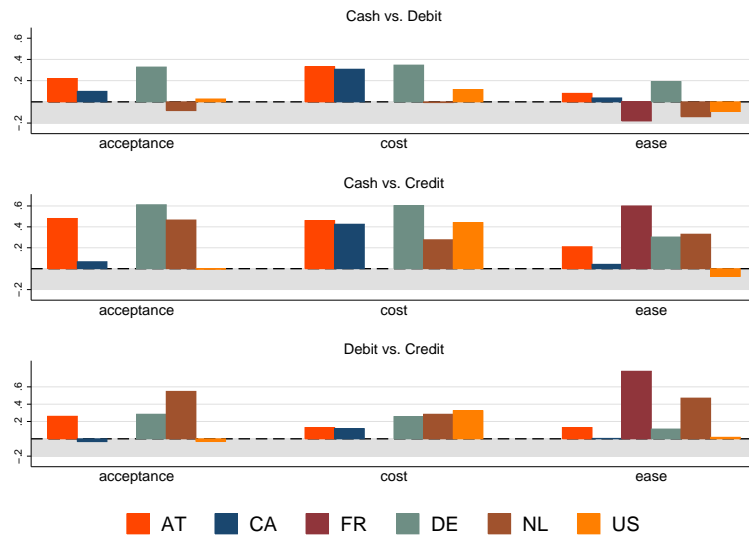 Cash vs. Debit
.6
.4
.2
-.2
acceptance cost ease
Cash vs. Credit
.6
.4
.2
-.2
acceptance cost ease
Debit vs. Credit
.6
.4
.2
-.2
acceptance cost ease
AT CA FR DE NL US